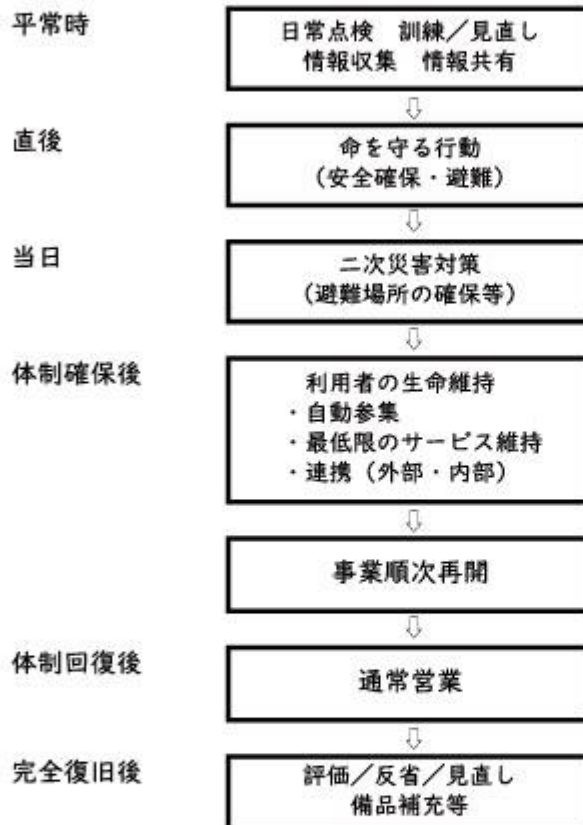 平常時
日常点検 訓練／見直し
情報収集 情報共有
直後
命を守る行動
（安全確保・避難）
当日
二次災害対策
（避難場所の確保等）
体制確保後
利用者の生命維持
・自動参集
・最低限のサービス維持
・連携（外部・内部）
事業順次再開
体制回復後
通常営業
完全復旧後
評価／反省／見直し
備品補充等